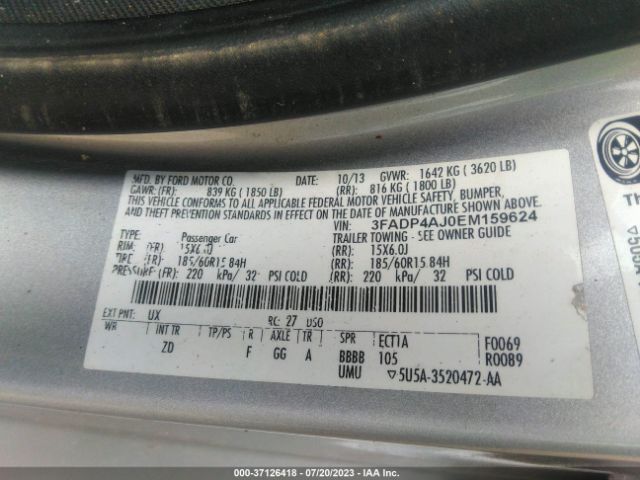 MFD. BY FORD MOTOR CO. DATE: 10/13 GVWR: 1642 KG ( 3620 LB)
GAWR: (FR): 839 KG ( 1850 LB) (RR): 816 KG ( 1800 LB)
THIS VEHICLE CONFORMS TO ALL APPLICABLE FEDERAL MOTOR VEHICLE SAFETY, BUMPER,
AND THEFT PREVENTION STANDARDS IN EFFECT ON THE DATE OF MANUFACTURE SHOWN ABOVE.
VIN: 3FADP4AJ0EM159624
TYPE: Passenger Car TRAILER TOWING - SEE OWNER GUIDE
RIM: 15X6.0J (RR): 15X6.0J
TIRE (FR): 185/60R15 84H (RR): 185/60R15 84H
PRESSURE (FR): 220 kPa/ 32 PSI COLD (RR): 220 kPa/ 32 PSI COLD
EXT PNT: UX RC: 27 DSO
WR INT TR TP/PS R AXLE TR SPR ECT1A F0069
ZD F GG A BBBB 105 R0089
UMU ▽5U5A-3520472-AA
Th
000-37126418 - 07/20/2023 - IAA Inc.